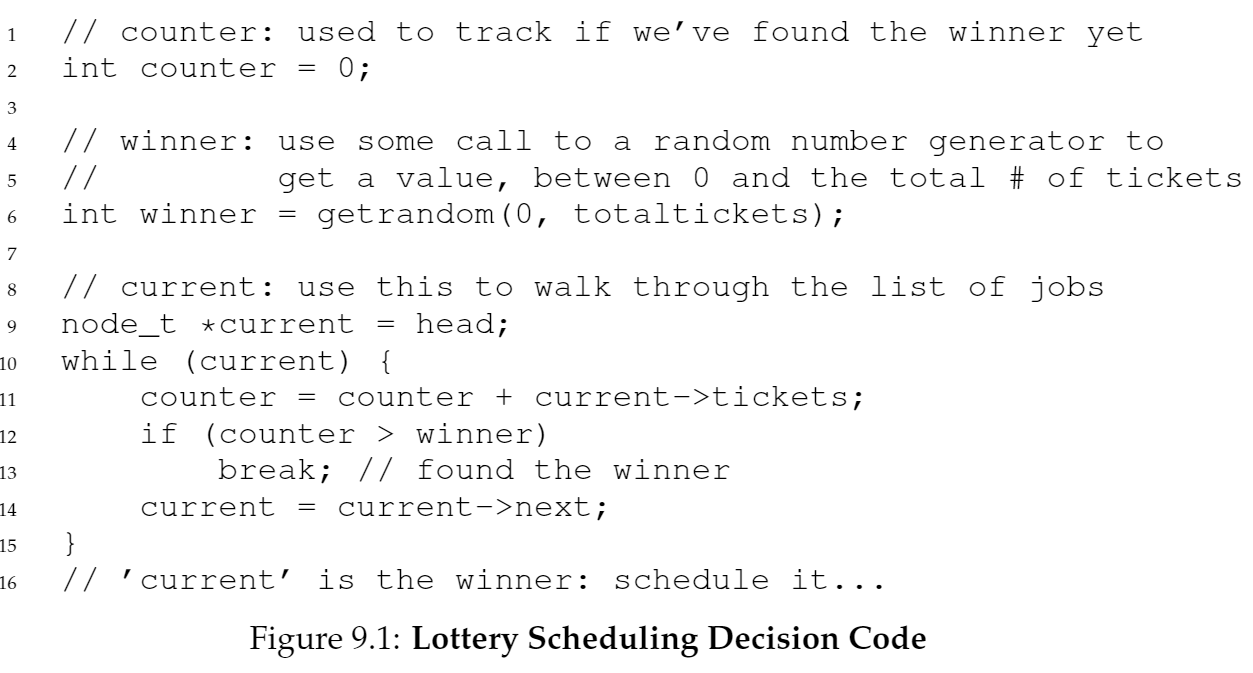 1 // counter: used to track if we’ve found the winner yet
2 int counter = 0;
3
4 // winner: use some call to a random number generator to
5 //         get a value, between 0 and the total # of tickets
6 int winner = getrandom(0, totaltickets);
7
8 // current: use this to walk through the list of jobs
9 node_t *current = head;
10 while (current) {
11     counter = counter + current->tickets;
12     if (counter > winner)
13         break; // found the winner
14     current = current->next;
15 }
16 // ’current’ is the winner: schedule it...
Figure 9.1: Lottery Scheduling Decision Code